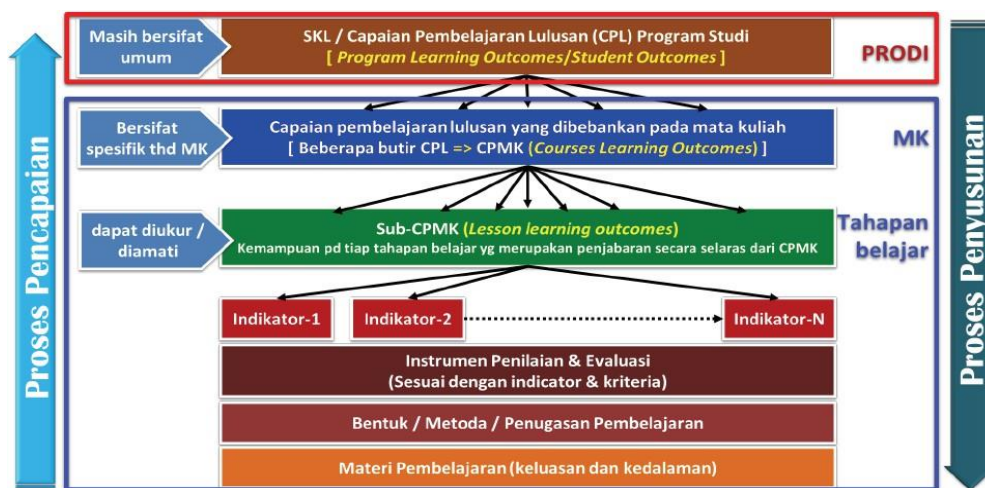 Masih bersifat
umum
SKL / Capaian Pembelajaran Lulusan (CPL) Program Studi
[ Program Learning Outcomes/Student Outcomes ]
PRODI
Bersifat
spesifik thd MK
Capaian pembelajaran lulusan yang dibebankan pada mata kuliah
[ Beberapa butir CPL => CPMK (Courses Learning Outcomes) ]
MK
dapat diukur /
diamati
Sub-CPMK (Lesson learning outcomes)
Kemampuan pd tiap tahapan belajar yg merupakan penjabaran secara selaras dari CPMK
Tahapan
belajar
Indikator-1
Indikator-2
Indikator-N
Instrumen Penilaian & Evaluasi
(Sesuai dengan indicator & kriteria)
Bentuk / Metoda / Penugasan Pembelajaran
Materi Pembelajaran (keluasan dan kedalaman)
Proses Pencapaian
Proses Penyusunan